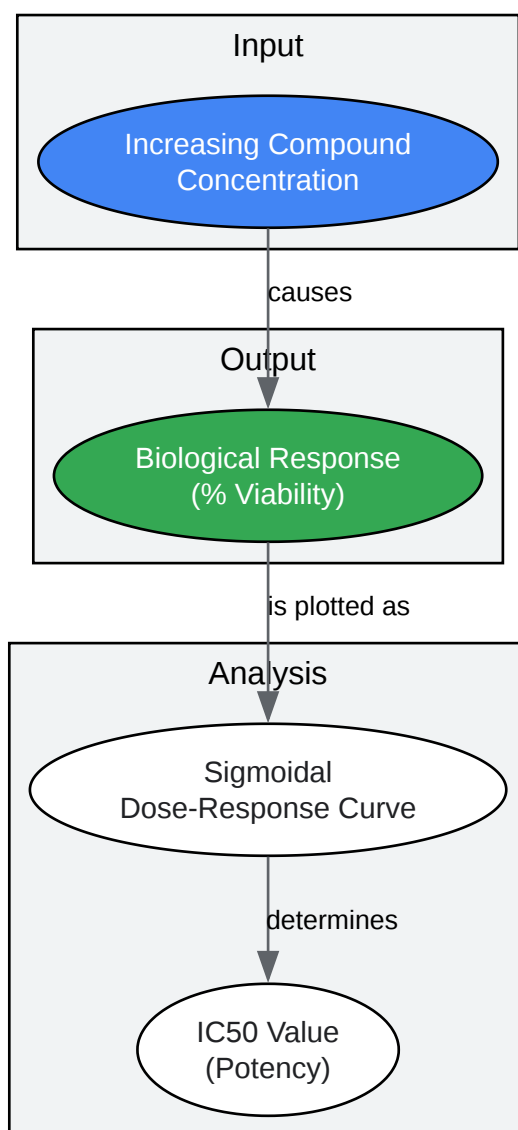 Input
Increasing Compound
Concentration
causes
Output
Biological Response
(% Viability)
is plotted as
Analysis
Sigmoidal
Dose-Response Curve
determines
IC50 Value
(Potency)